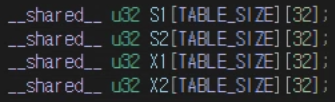 __shared__ u32 S1[TABLE_SIZE][32];
__shared__ u32 S2[TABLE_SIZE][32];
__shared__ u32 X1[TABLE_SIZE][32];
__shared__ u32 X2[TABLE_SIZE][32];